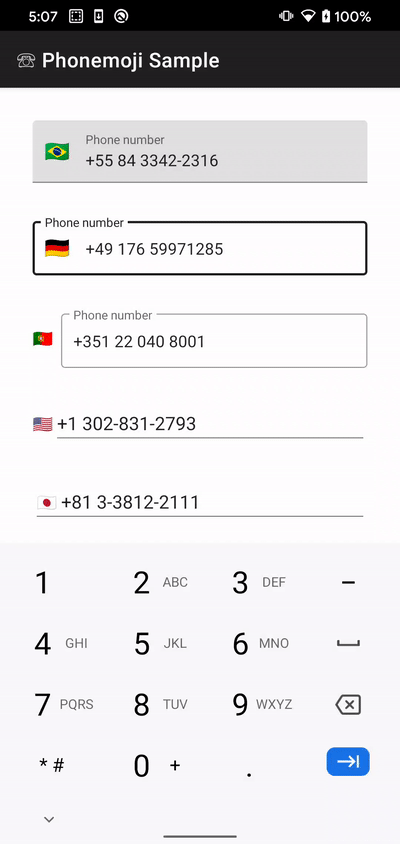 5:07 100%
☏ Phonemoji Sample
Phone number
+55 84 3342-2316
Phone number
+49 176 59971285
Phone number
+351 22 040 8001
+1 302-831-2793
+81 3-3812-2111
1 2 ABC 3 DEF –
4 GHI 5 JKL 6 MNO
7 PQRS 8 TUV 9 WXYZ
* # 0 + .